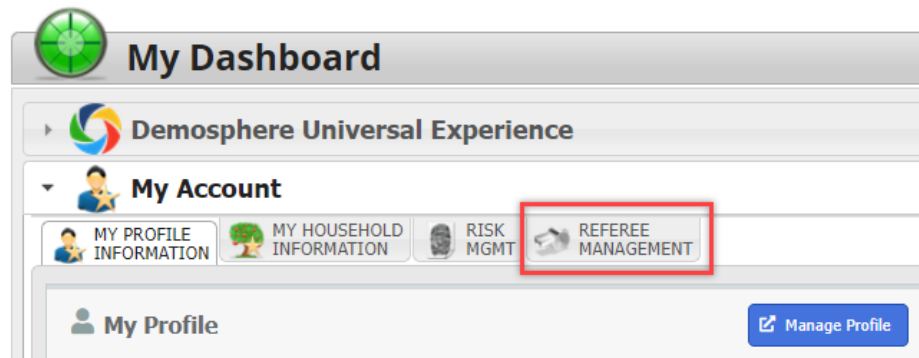 My Dashboard
Demosphere Universal Experience
My Account
MY PROFILE
INFORMATION
MY HOUSEHOLD
INFORMATION
RISK
MGMT
REFEREE
MANAGEMENT
My Profile
Manage Profile